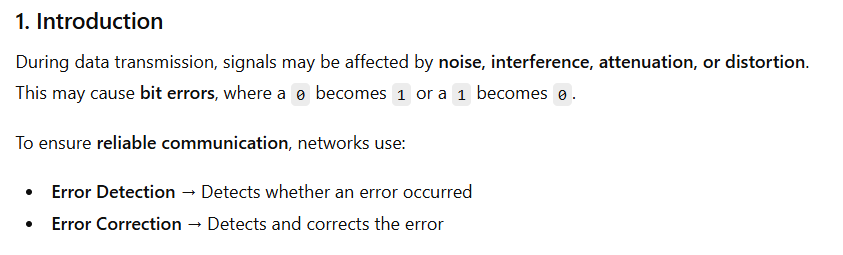 1. Introduction
During data transmission, signals may be affected by noise, interference, attenuation, or distortion.
This may cause bit errors, where a 0 becomes 1 or a 1 becomes 0.
To ensure reliable communication, networks use:
• Error Detection → Detects whether an error occurred
• Error Correction → Detects and corrects the error